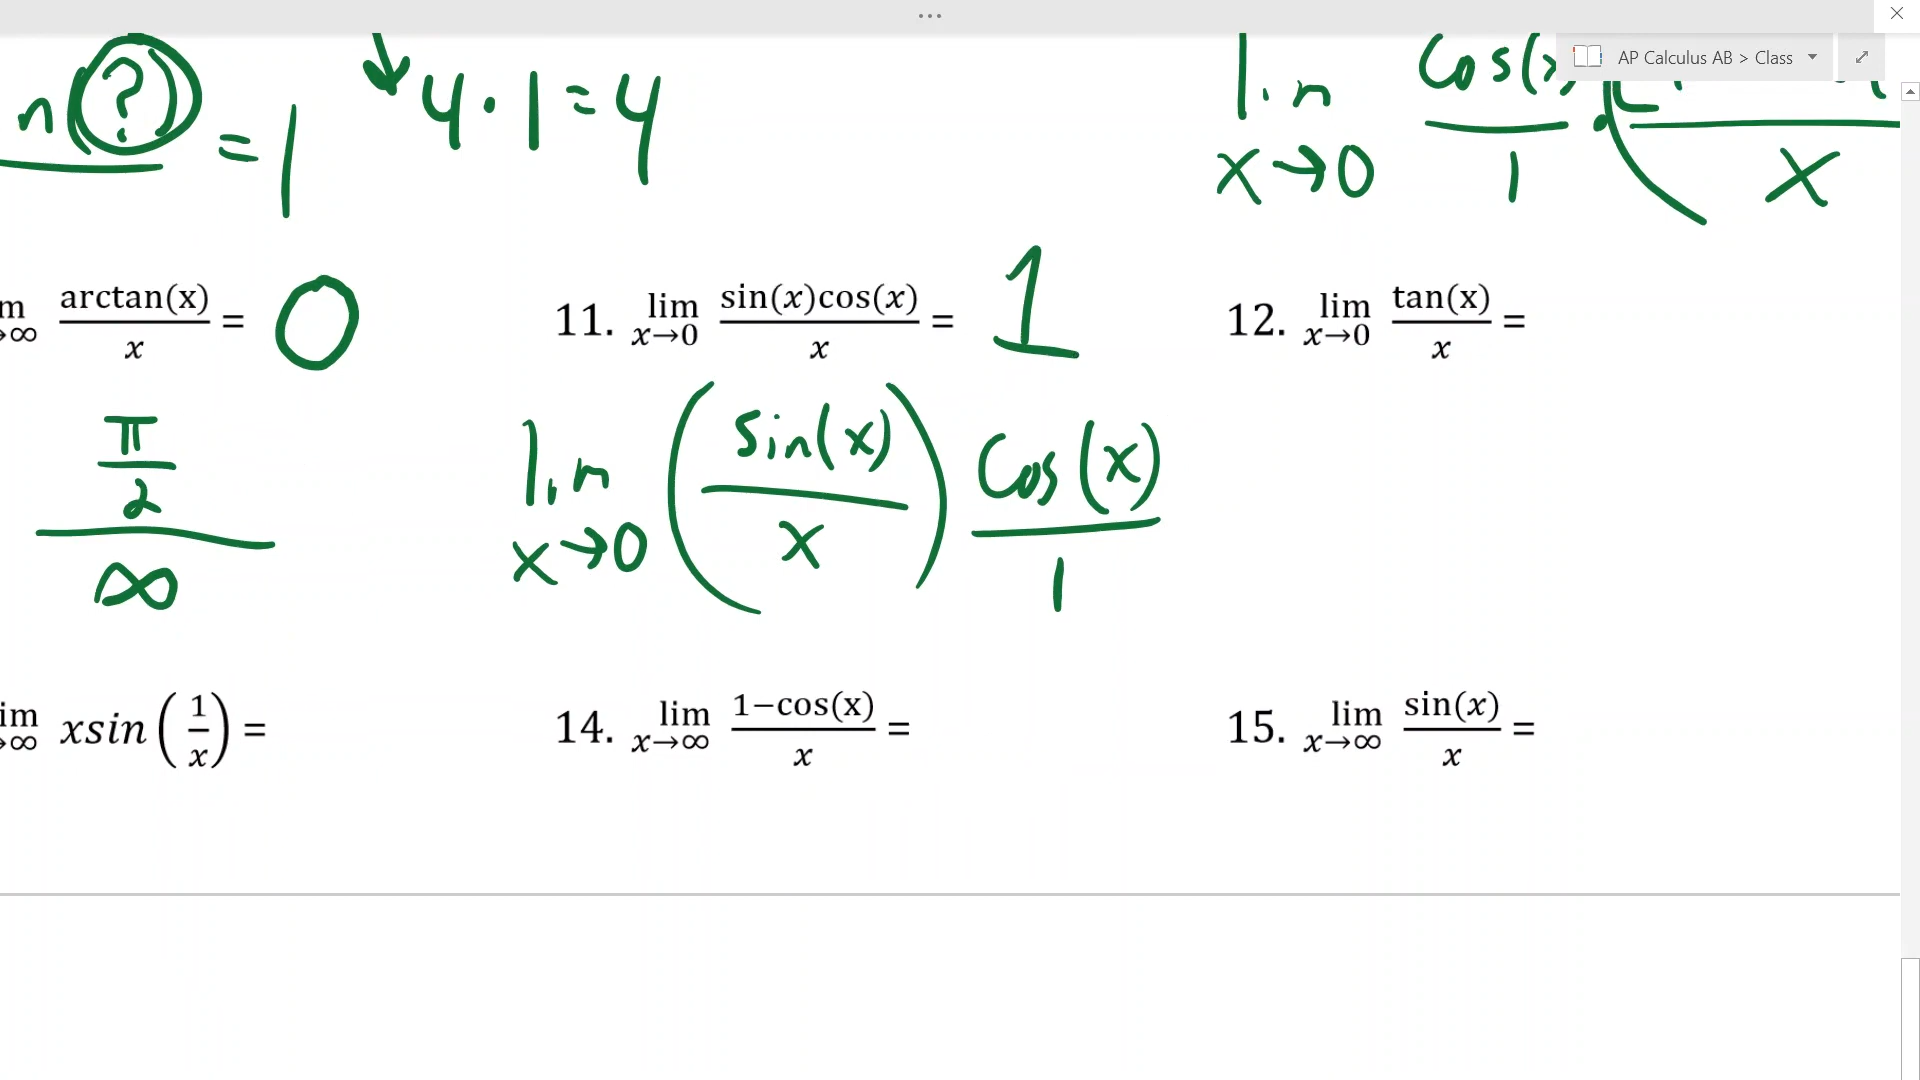 AP Calculus AB > Class
n(?) = 1
4 · 1 = 4
lim x→0 cos(x)/1 ·
x
m →∞ arctan(x)/x = 0
11. lim x→0 sin(x)cos(x)/x = 1
12. lim x→0 tan(x)/x =
π/2
∞
lim x→0 (sin(x)/x) cos(x)/1
im →∞ xsin(1/x) =
14. lim x→∞ 1−cos(x)/x =
15. lim x→∞ sin(x)/x =